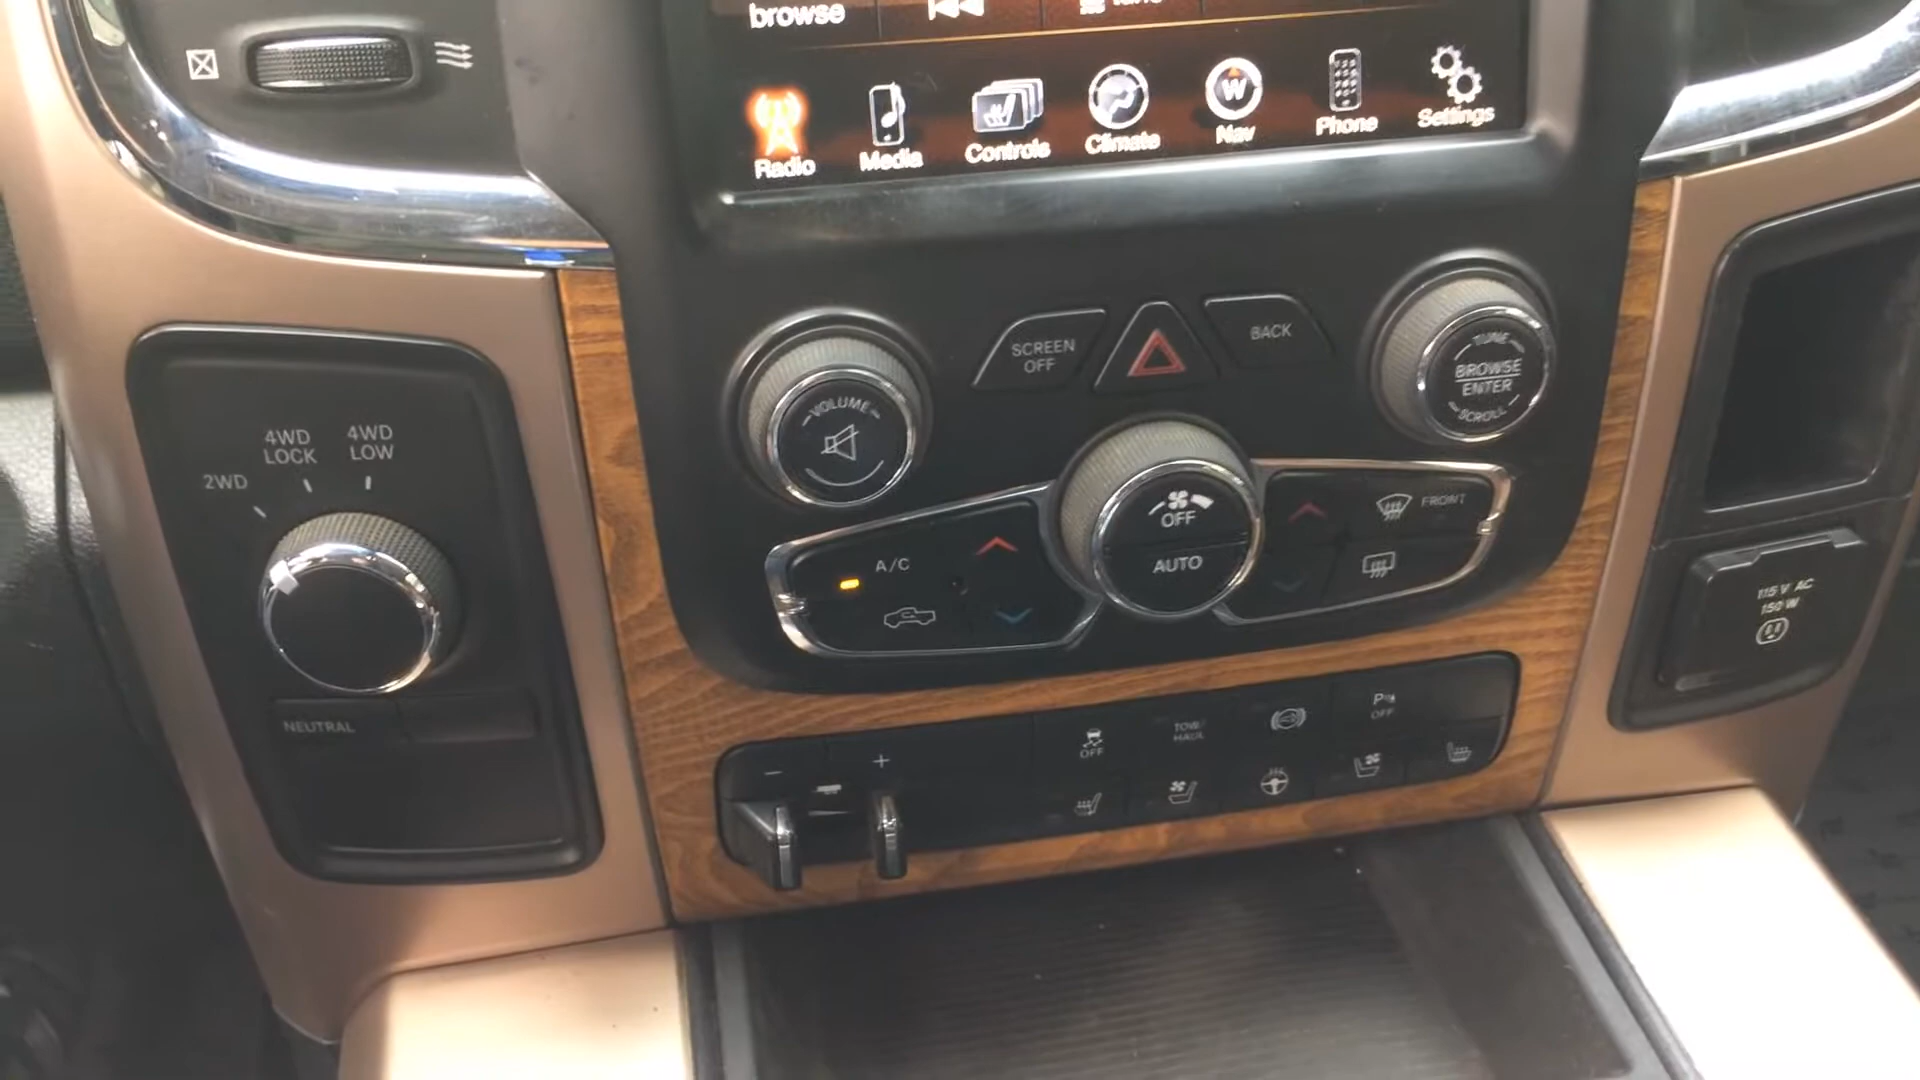 browse
Radio
Media
Controls
Climate
W
Nav
Phone
Settings
SCREEN
OFF
BACK
VOLUME
TUNE
BROWSE
ENTER
SCROLL
2WD
4WD
LOCK
4WD
LOW
NEUTRAL
OFF
AUTO
A/C
FRONT
115 V AC
150 W
- +
OFF
TOW/
HAUL
P
OFF